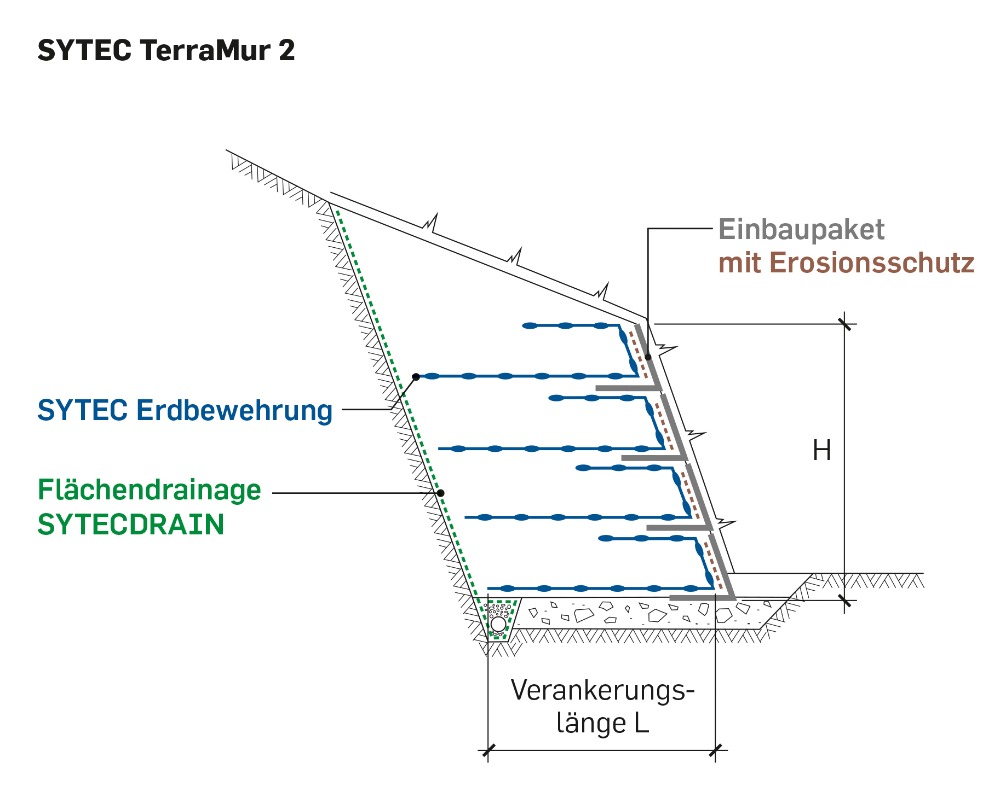 SYTEC TerraMur 2
Einbaupaket
mit Erosionsschutz
SYTEC Erdbewehrung
H
Flächendrainage
SYTECDRAIN
Verankerungs-
länge L